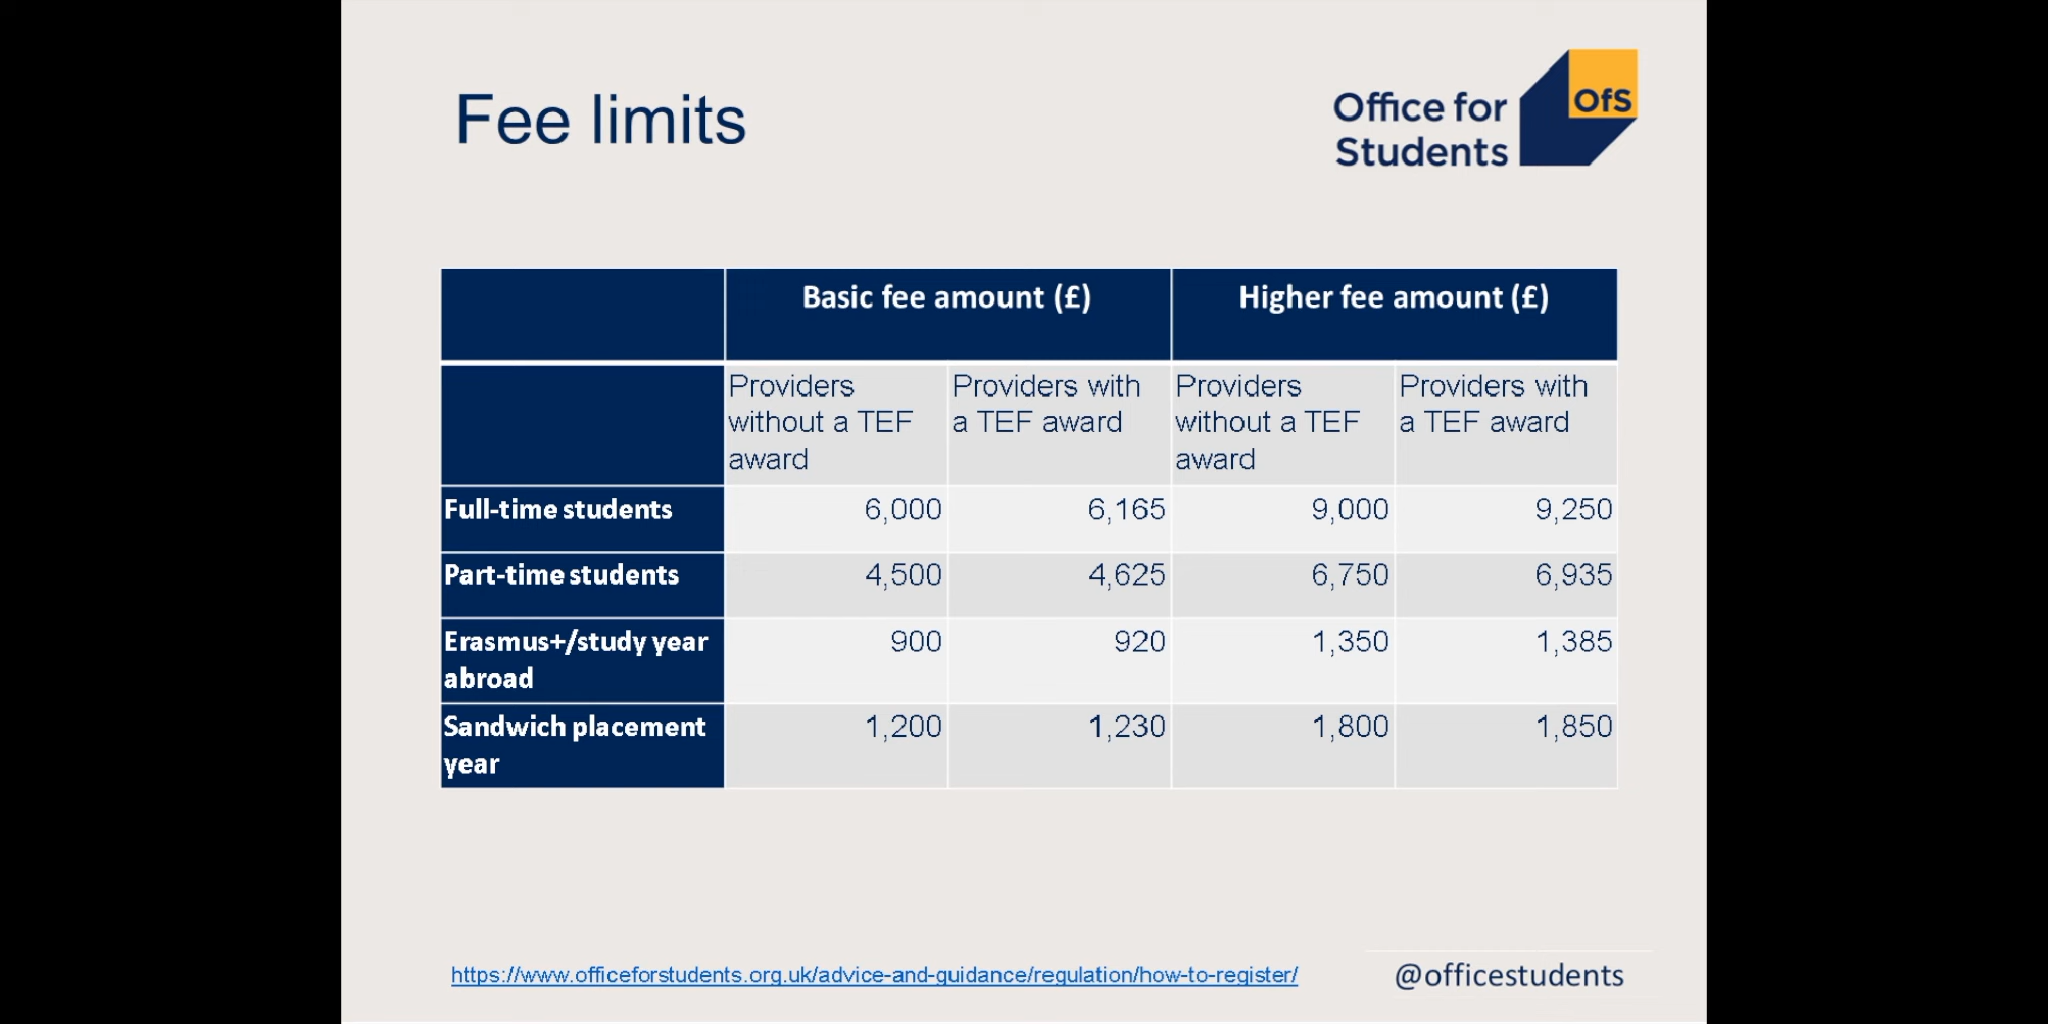 Fee limits
Office for
Students
OfS
Basic fee amount (£) Higher fee amount (£)
Providers without a TEF award Providers with a TEF award Providers without a TEF award Providers with a TEF award
Full-time students 6,000 6,165 9,000 9,250
Part-time students 4,500 4,625 6,750 6,935
Erasmus+/study year abroad 900 920 1,350 1,385
Sandwich placement year 1,200 1,230 1,800 1,850
https://www.officeforstudents.org.uk/advice-and-guidance/regulation/how-to-register/
@officestudents